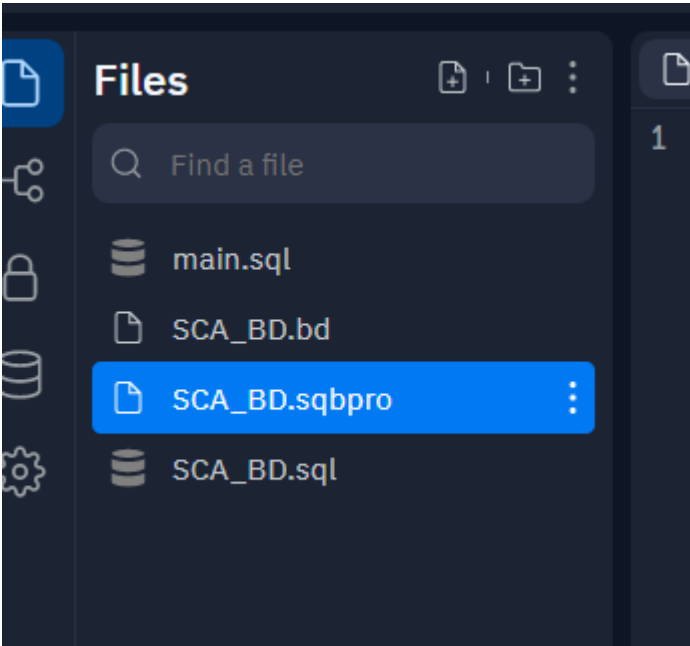 Files
Find a file
1
main.sql
SCA_BD.bd
SCA_BD.sqbpro
SCA_BD.sql